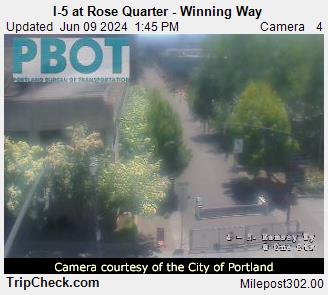 I-5 at Rose Quarter - Winning Way
Updated Jun 09 2024 1:45 PM Camera 4
PBOT
PORTLAND BUREAU OF TRANSPORTATION
Ramsay
Camera courtesy of the City of Portland
TripCheck.com Milepost302.00